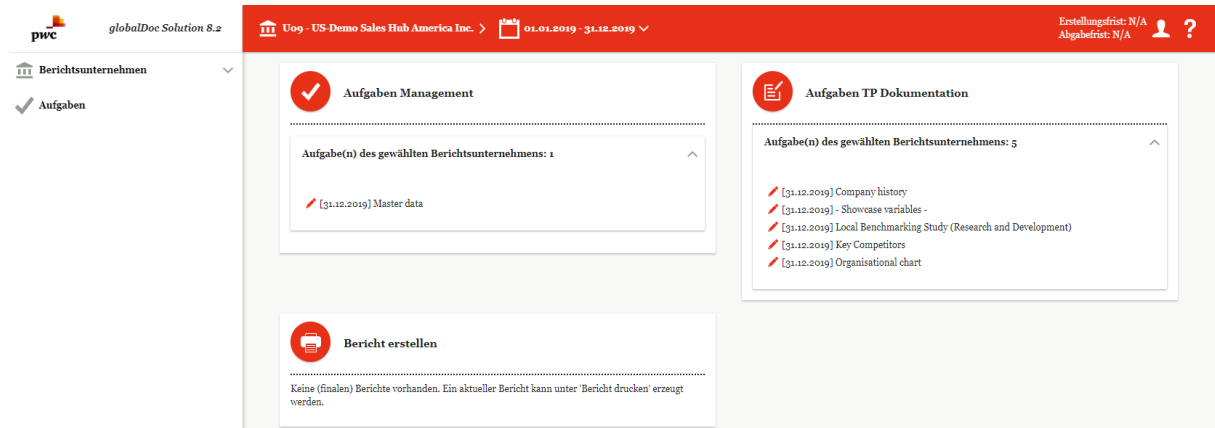 pwc
globalDoc Solution 8.2
U09 - US-Demo Sales Hub America Inc.
01.01.2019 - 31.12.2019
Erstellungsfrist: N/A
Abgabefrist: N/A
?
Berichtsunternehmen
Aufgaben
Aufgaben Management
Aufgabe(n) des gewählten Berichtsunternehmens: 1
[31.12.2019] Master data
Aufgaben TP Dokumentation
Aufgabe(n) des gewählten Berichtsunternehmens: 5
[31.12.2019] Company history
[31.12.2019] - Showcase variables -
[31.12.2019] Local Benchmarking Study (Research and Development)
[31.12.2019] Key Competitors
[31.12.2019] Organisational chart
Bericht erstellen
Keine (finalen) Berichte vorhanden. Ein aktueller Bericht kann unter 'Bericht drucken' erzeugt
werden.